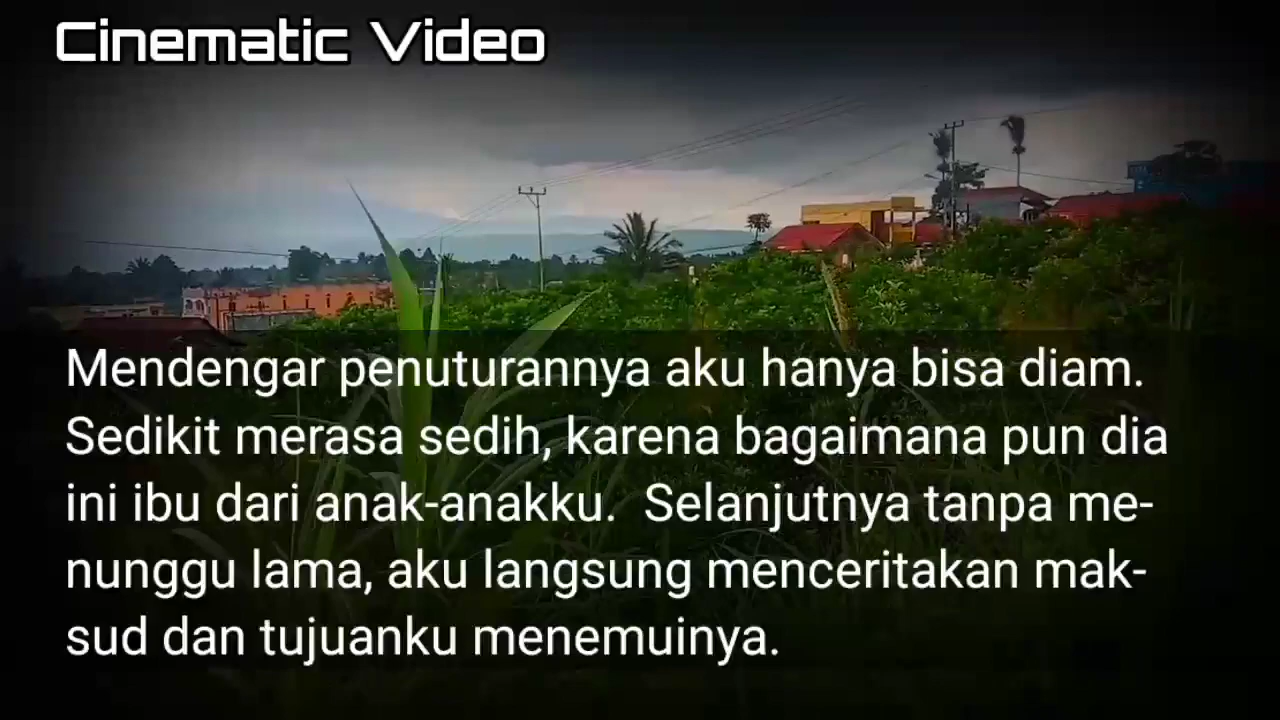 Cinematic Video
Mendengar penuturannya aku hanya bisa diam.
Sedikit merasa sedih, karena bagaimana pun dia
ini ibu dari anak-anakku.  Selanjutnya tanpa me-
nunggu lama, aku langsung menceritakan mak-
sud dan tujuanku menemuinya.